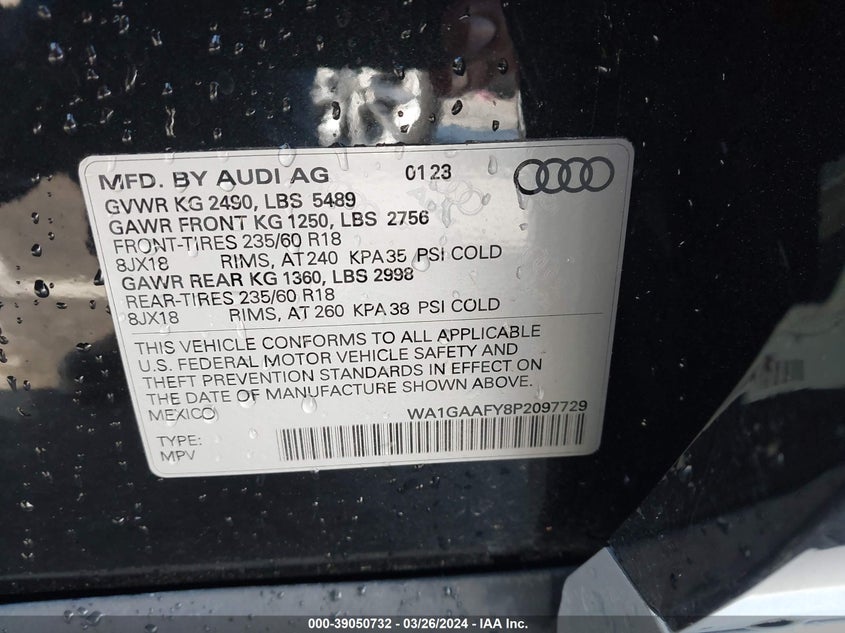 MFD. BY AUDI AG 0123
GVWR KG 2490, LBS 5489
GAWR FRONT KG 1250, LBS 2756
FRONT-TIRES 235/60 R18
8JX18 RIMS, AT 240 KPA 35 PSI COLD
GAWR REAR KG 1360, LBS 2998
REAR-TIRES 235/60 R18
8JX18 RIMS, AT 260 KPA 38 PSI COLD
THIS VEHICLE CONFORMS TO ALL APPLICABLE
U.S. FEDERAL MOTOR VEHICLE SAFETY AND
THEFT PREVENTION STANDARDS IN EFFECT ON
THE DATE OF MANUFACTURE SHOWN ABOVE.
MEXICO WA1GAAFY8P2097729
TYPE:
MPV
000-39050732 - 03/26/2024 - IAA Inc.